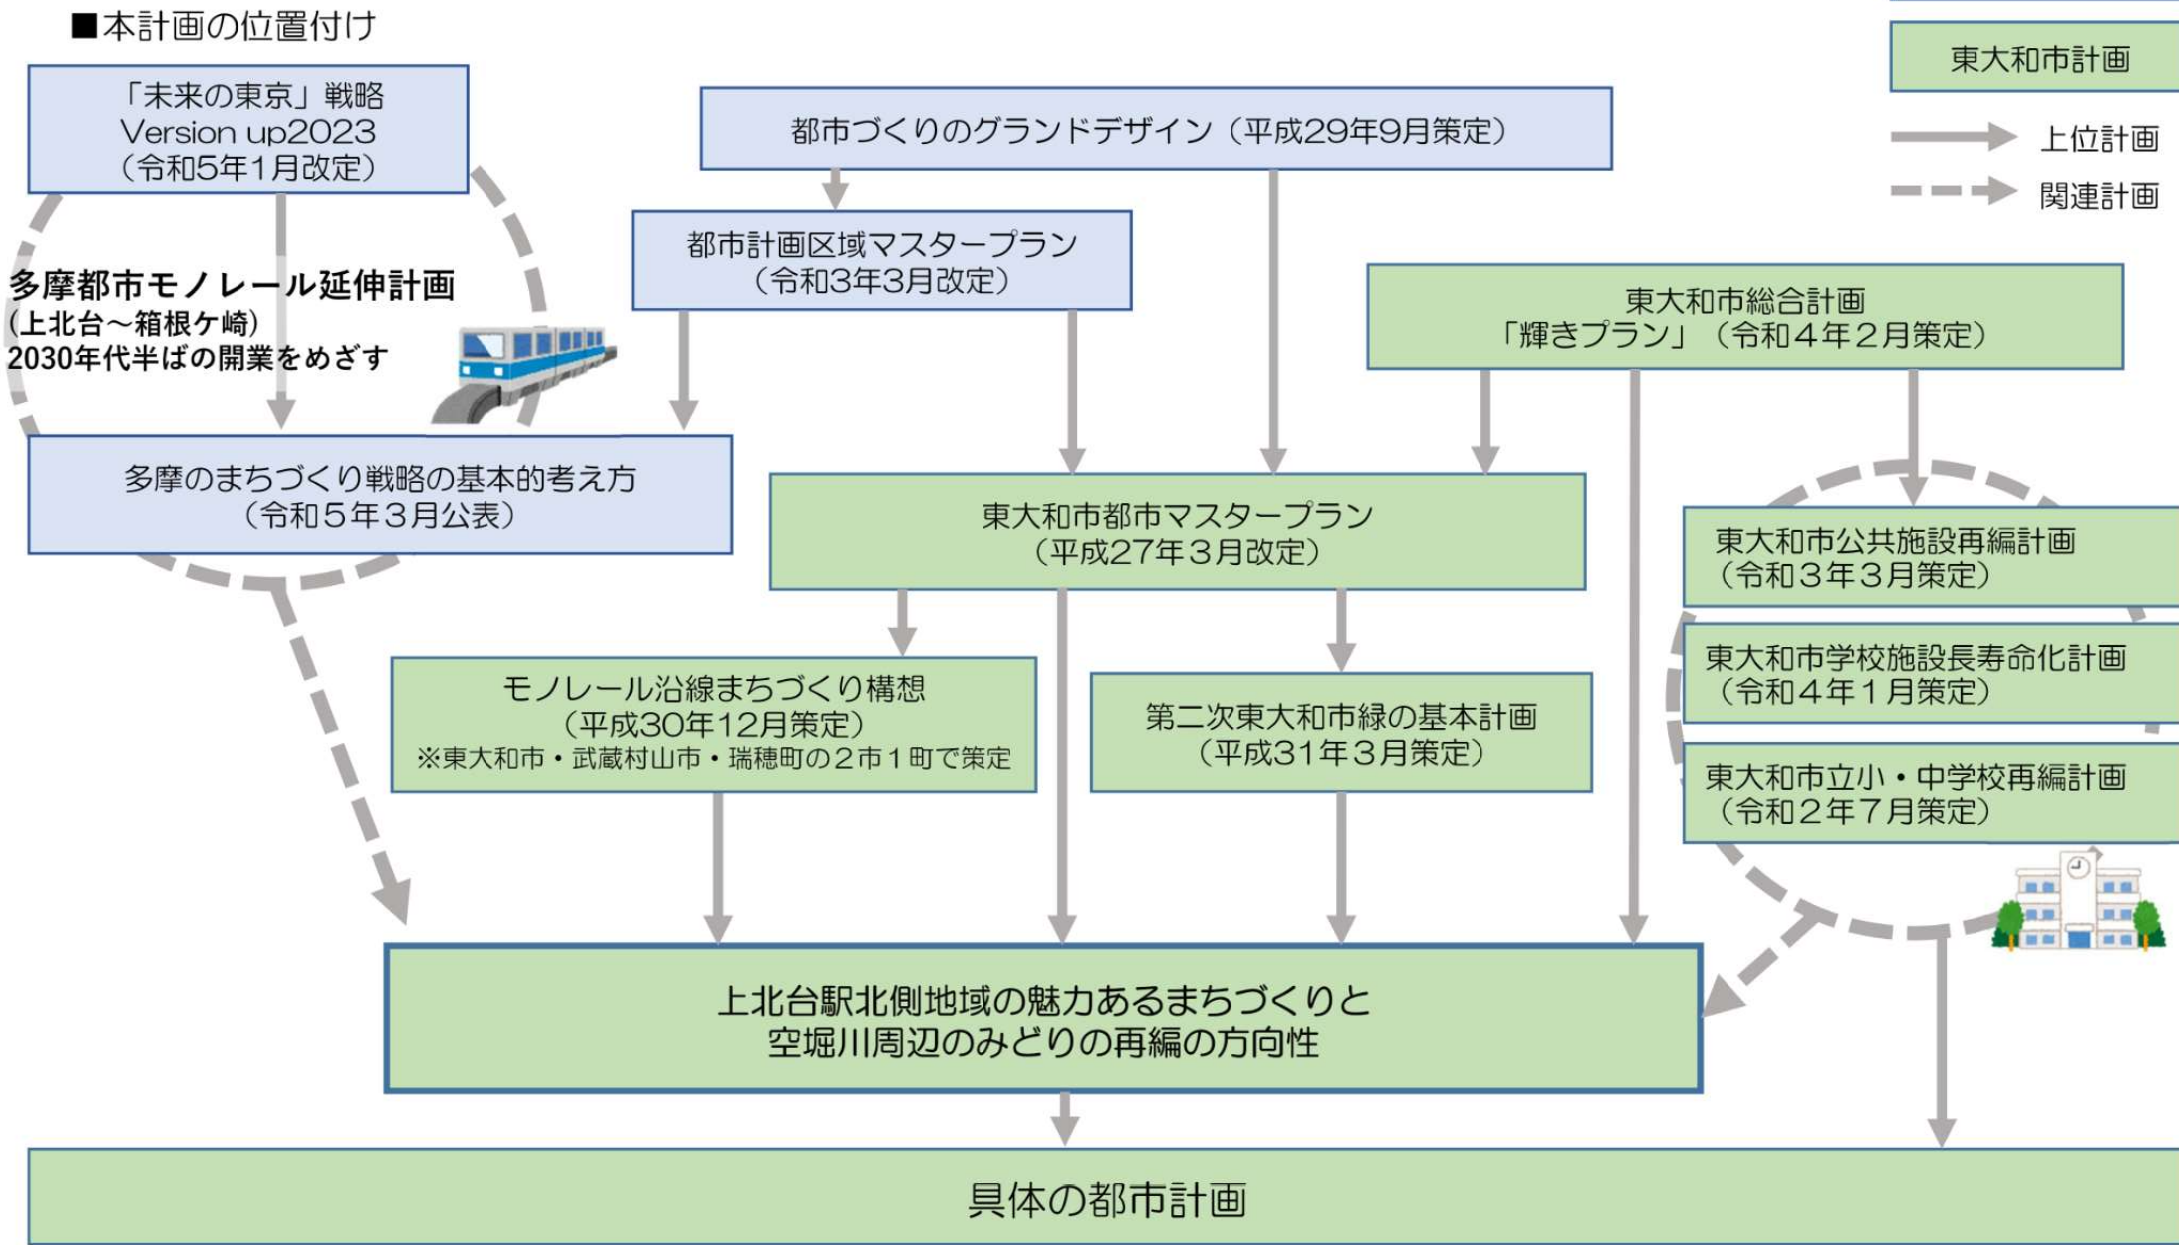 ■本計画の位置付け
東大和市計画
上位計画
関連計画
「未来の東京」戦略
Version up2023
（令和5年1月改定）
都市づくりのグランドデザイン（平成29年9月策定）
都市計画区域マスタープラン
（令和3年3月改定）
東大和市総合計画
「輝きプラン」（令和４年２月策定）
多摩都市モノレール延伸計画
(上北台～箱根ケ崎)
2030年代半ばの開業をめざす
多摩のまちづくり戦略の基本的考え方
（令和５年３月公表）
東大和市都市マスタープラン
（平成27年３月改定）
東大和市公共施設再編計画
（令和３年３月策定）
東大和市学校施設長寿命化計画
（令和４年１月策定）
東大和市立小・中学校再編計画
（令和２年７月策定）
モノレール沿線まちづくり構想
（平成30年12月策定）
※東大和市・武蔵村山市・瑞穂町の２市１町で策定
第二次東大和市緑の基本計画
（平成31年３月策定）
上北台駅北側地域の魅力あるまちづくりと
空堀川周辺のみどりの再編の方向性
具体の都市計画